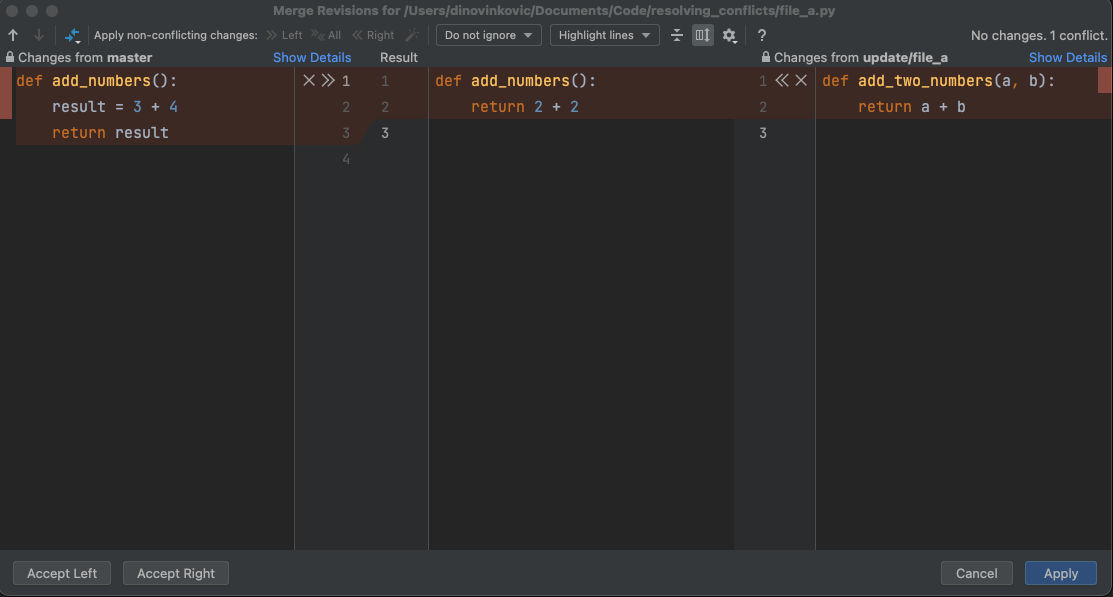 Merge Revisions for /Users/dinovinkovic/Documents/Code/resolving_conflicts/file_a.py
Apply non-conflicting changes: Left All Right Do not ignore Highlight lines ? No changes. 1 conflict.
Changes from master Show Details Result Changes from update/file_a Show Details
def add_numbers(): 1 1 def add_numbers(): 1 def add_two_numbers(a, b):
result = 3 + 4 2 2 return 2 + 2 2 return a + b
return result 3 3 3
4
Accept Left Accept Right Cancel Apply